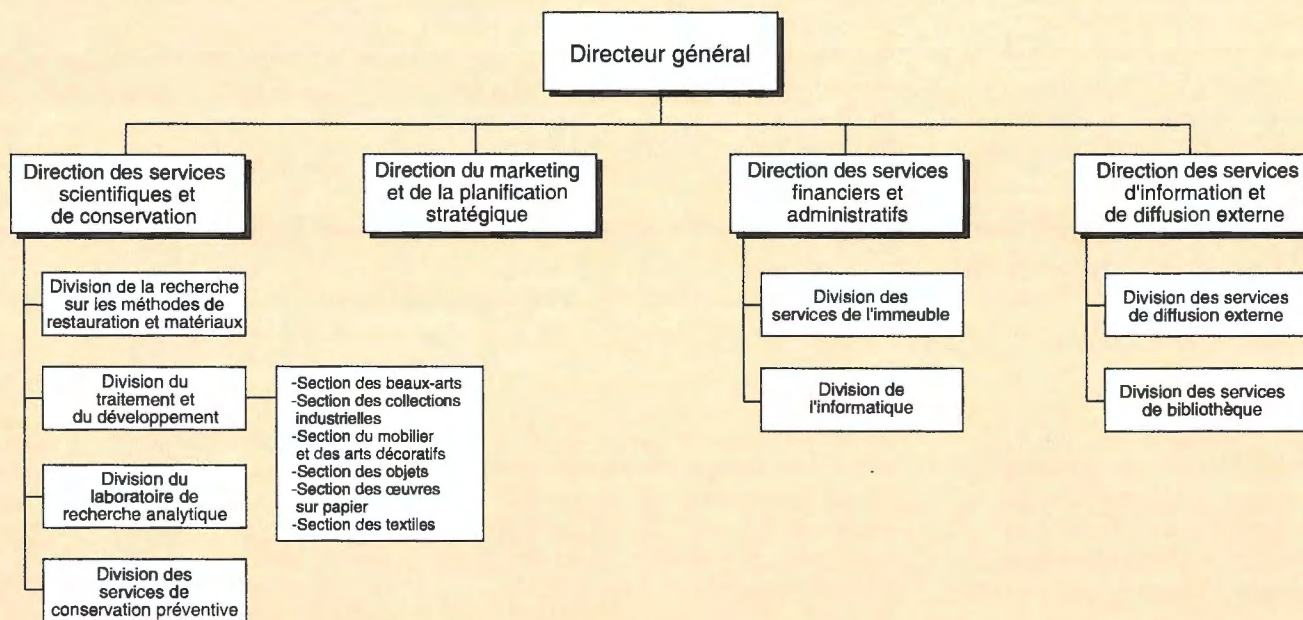 Directeur général
Direction des services
scientifiques et
de conservation
Direction du marketing
et de la planification
stratégique
Direction des services
financiers et
administratifs
Direction des services
d'information et
de diffusion externe
Division de la recherche
sur les méthodes de
restauration et matériaux
Division du
traitement et
du développement
-Section des beaux-arts
-Section des collections
industrielles
-Section du mobilier
et des arts décoratifs
-Section des objets
-Section des œuvres
sur papier
-Section des textiles
Division du
laboratoire de
recherche analytique
Division des
services de
conservation préventive
Division des
services de l'immeuble
Division de
l'informatique
Division des services
de diffusion externe
Division des services
de bibliothèque